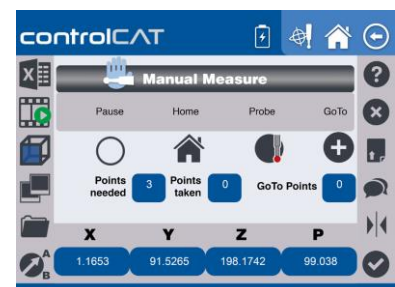 controlCAT
Manual Measure
Pause Home Probe GoTo
Points needed 3 Points taken 0 GoTo Points 0
X Y Z P
1.1653 91.5265 198.1742 99.038
A
B